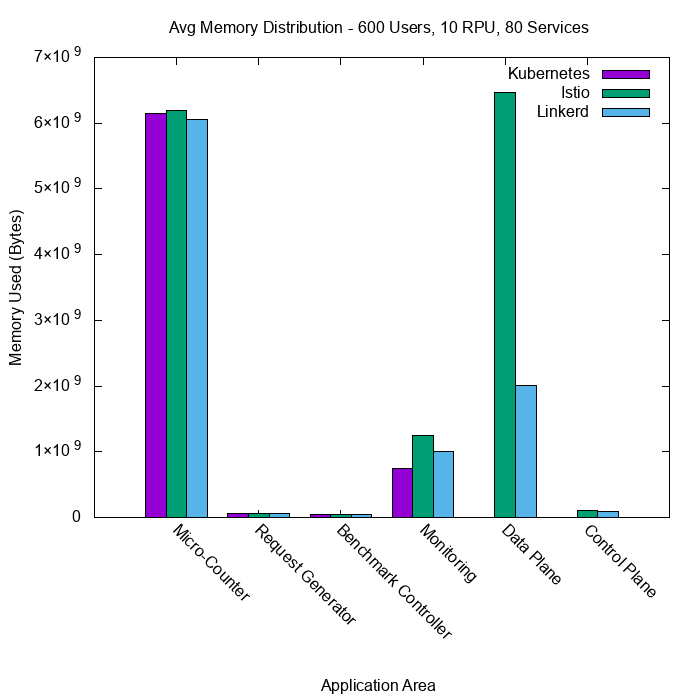 Avg Memory Distribution - 600 Users, 10 RPU, 80 Services
Kubernetes
Istio
Linkerd
7×10 9
6×10 9
5×10 9
4×10 9
3×10 9
2×10 9
1×10 9
0
Memory Used (Bytes)
Micro-Counter
Request Generator
Benchmark Controller
Monitoring
Data Plane
Control Plane
Application Area